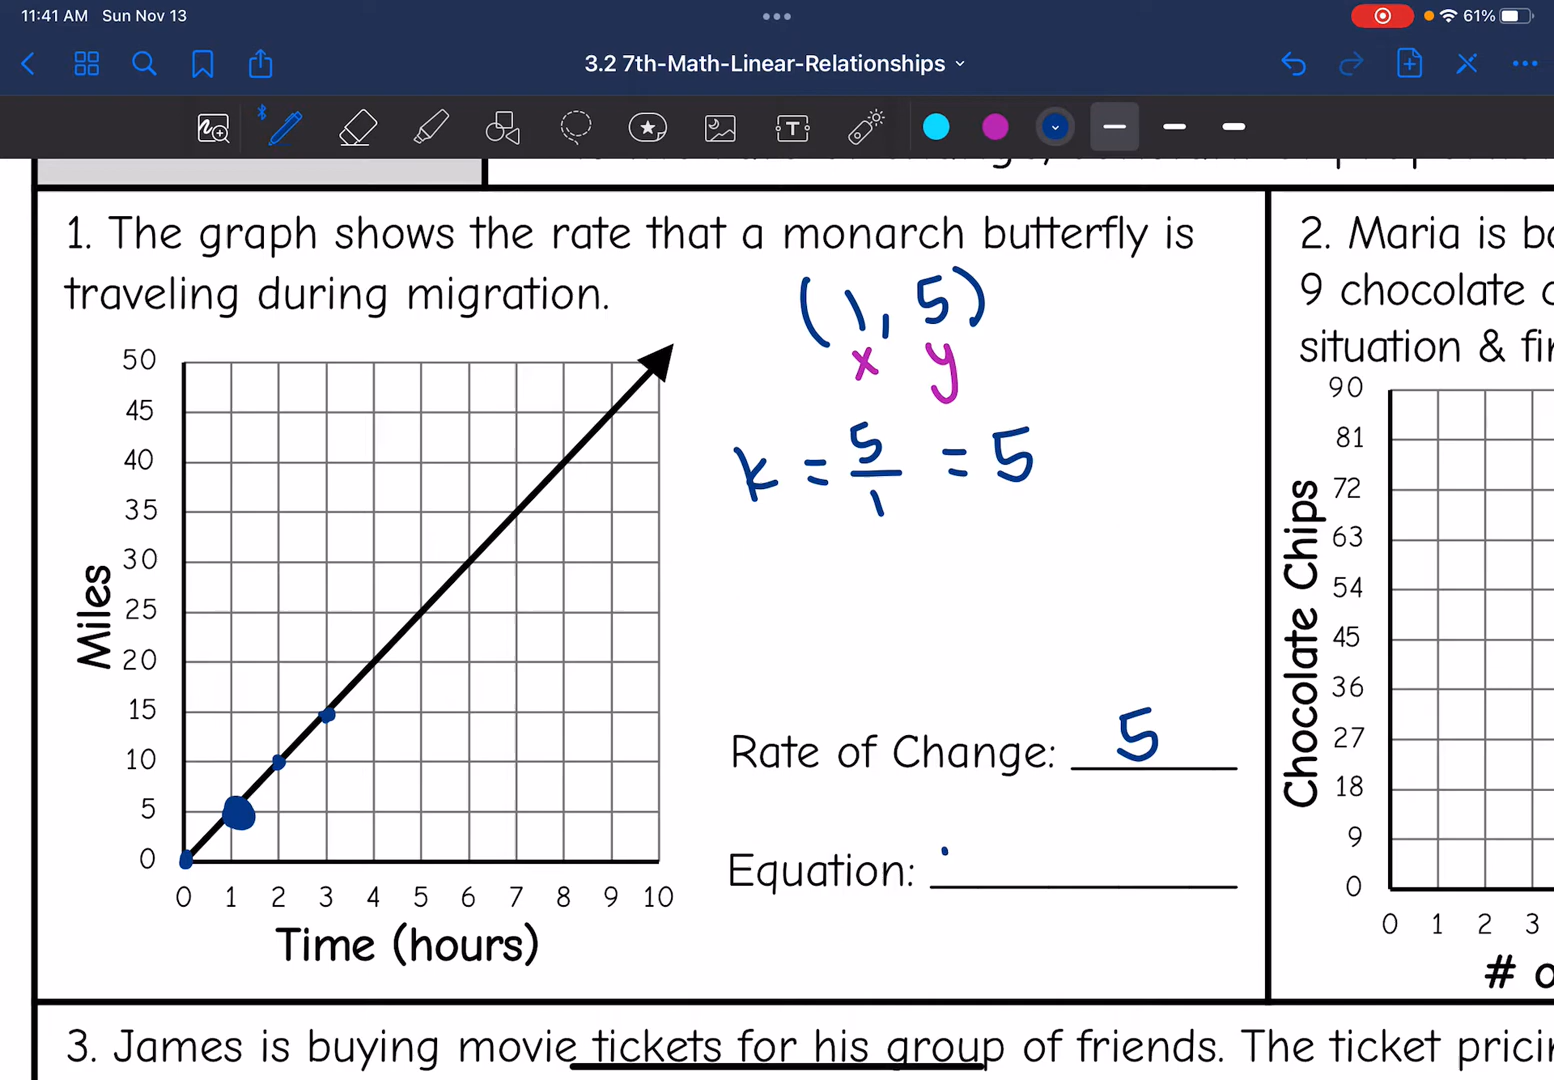 11:41 AM Sun Nov 13
61%
3.2 7th-Math-Linear-Relationships
1. The graph shows the rate that a monarch butterfly is
traveling during migration.
(1, 5)
x y
k = 5/1 = 5
50
45
40
35
30
25
20
15
10
5
0
Miles
0 1 2 3 4 5 6 7 8 9 10
Time (hours)
Rate of Change: 5
Equation:
2. Maria is
9 chocolate
situation &
90
81
72
63
54
45
36
27
18
9
0
Chocolate Chips
0 1 2 3
#
3. James is buying movie tickets for his group of friends. The ticket